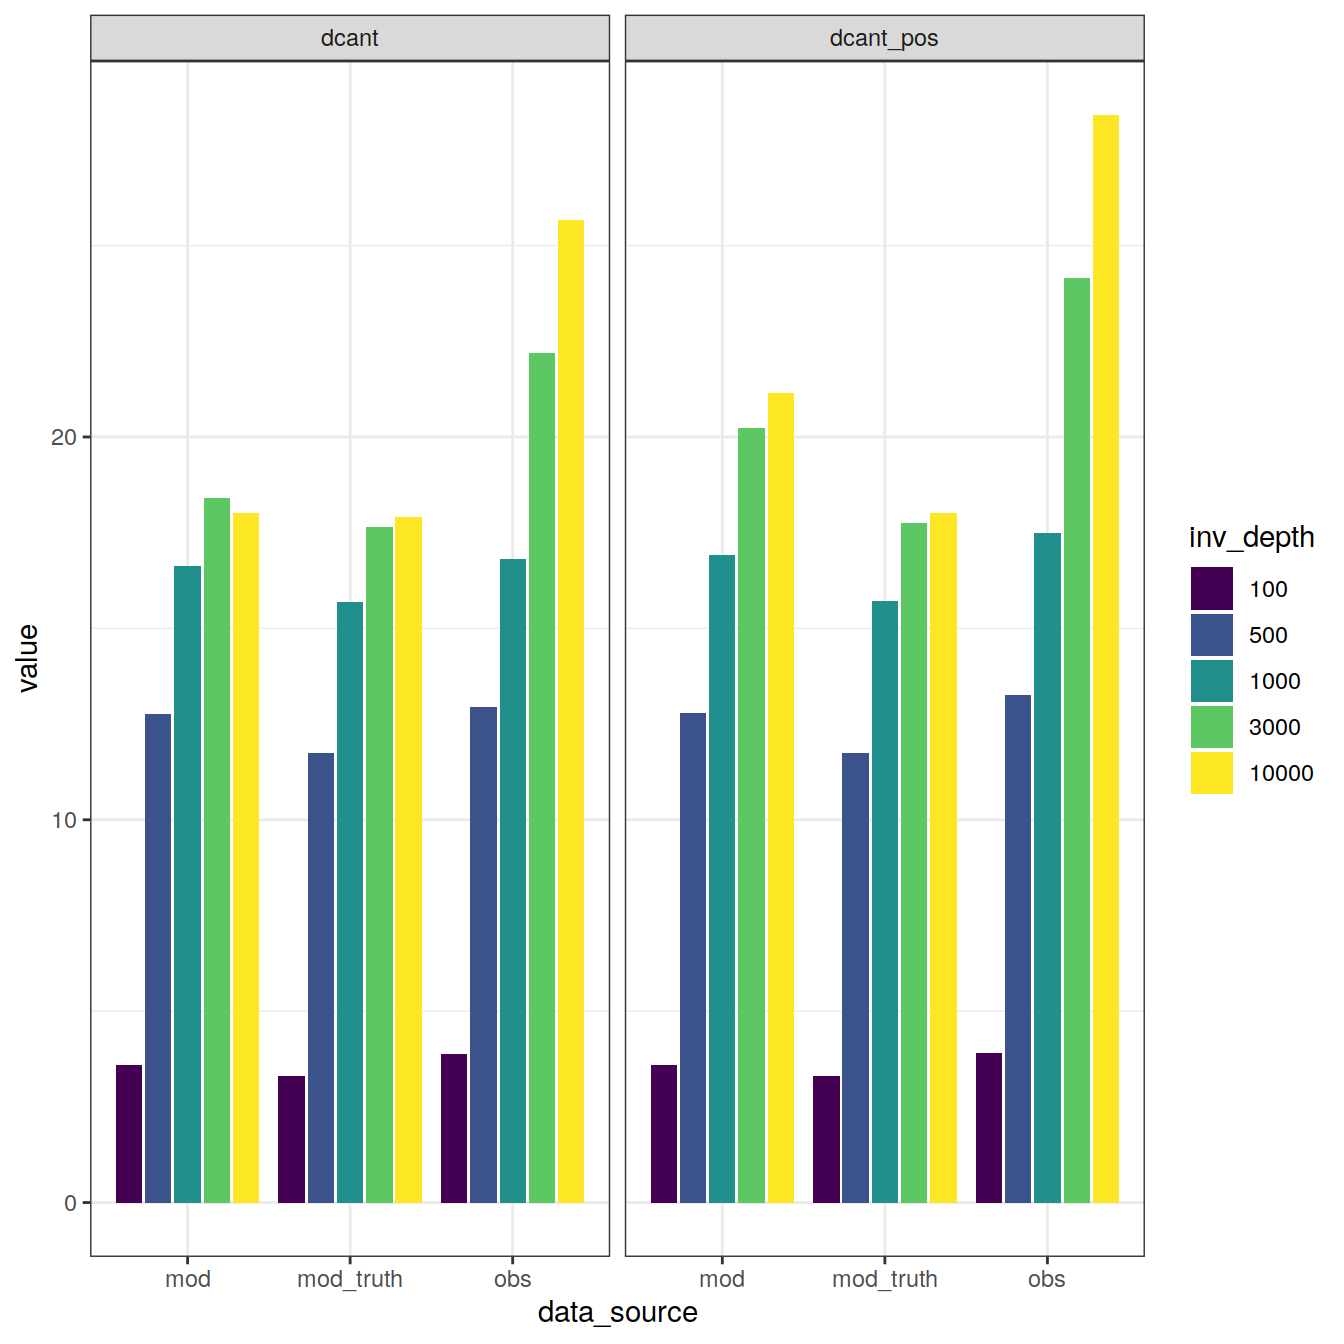 dcant
dcant_pos
20
10
0
value
mod
mod_truth
obs
mod
mod_truth
obs
data_source
inv_depth
100
500
1000
3000
10000